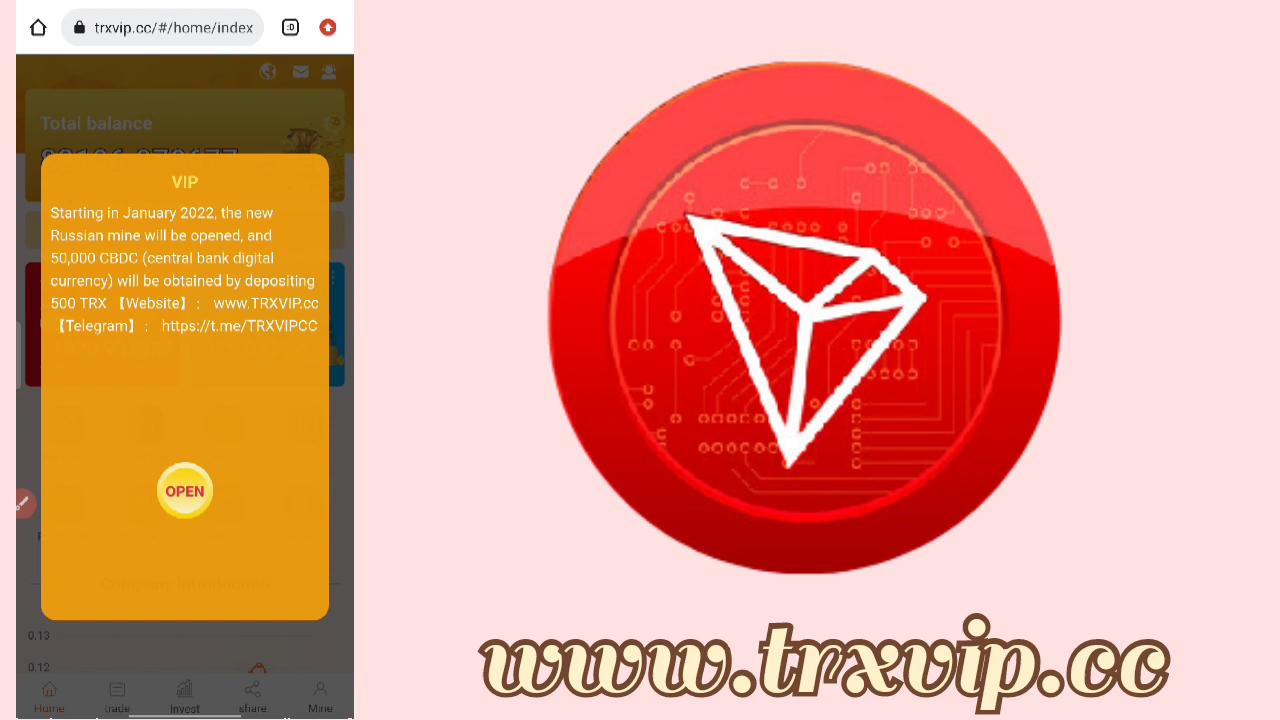 trxvip.cc/#/home/index
:D
Total balance
VIP
Starting in January 2022, the new
Russian mine will be opened, and
50,000 CBDC (central bank digital
currency) will be obtained by depositing
500 TRX 【Website】： www.TRXVIP.cc
【Telegram】： https://t.me/TRXVIPCC
OPEN
Company introduction
0.13
0.12
Home trade Invest share Mine
www.trxvip.cc